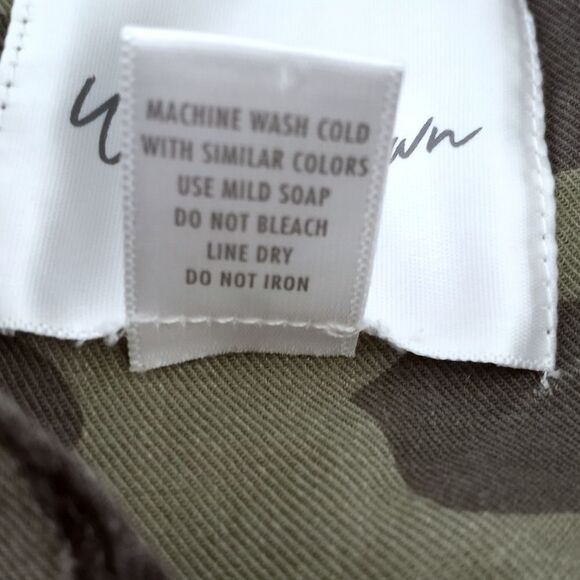 MACHINE WASH COLD
WITH SIMILAR COLORS
USE MILD SOAP
DO NOT BLEACH
LINE DRY
DO NOT IRON